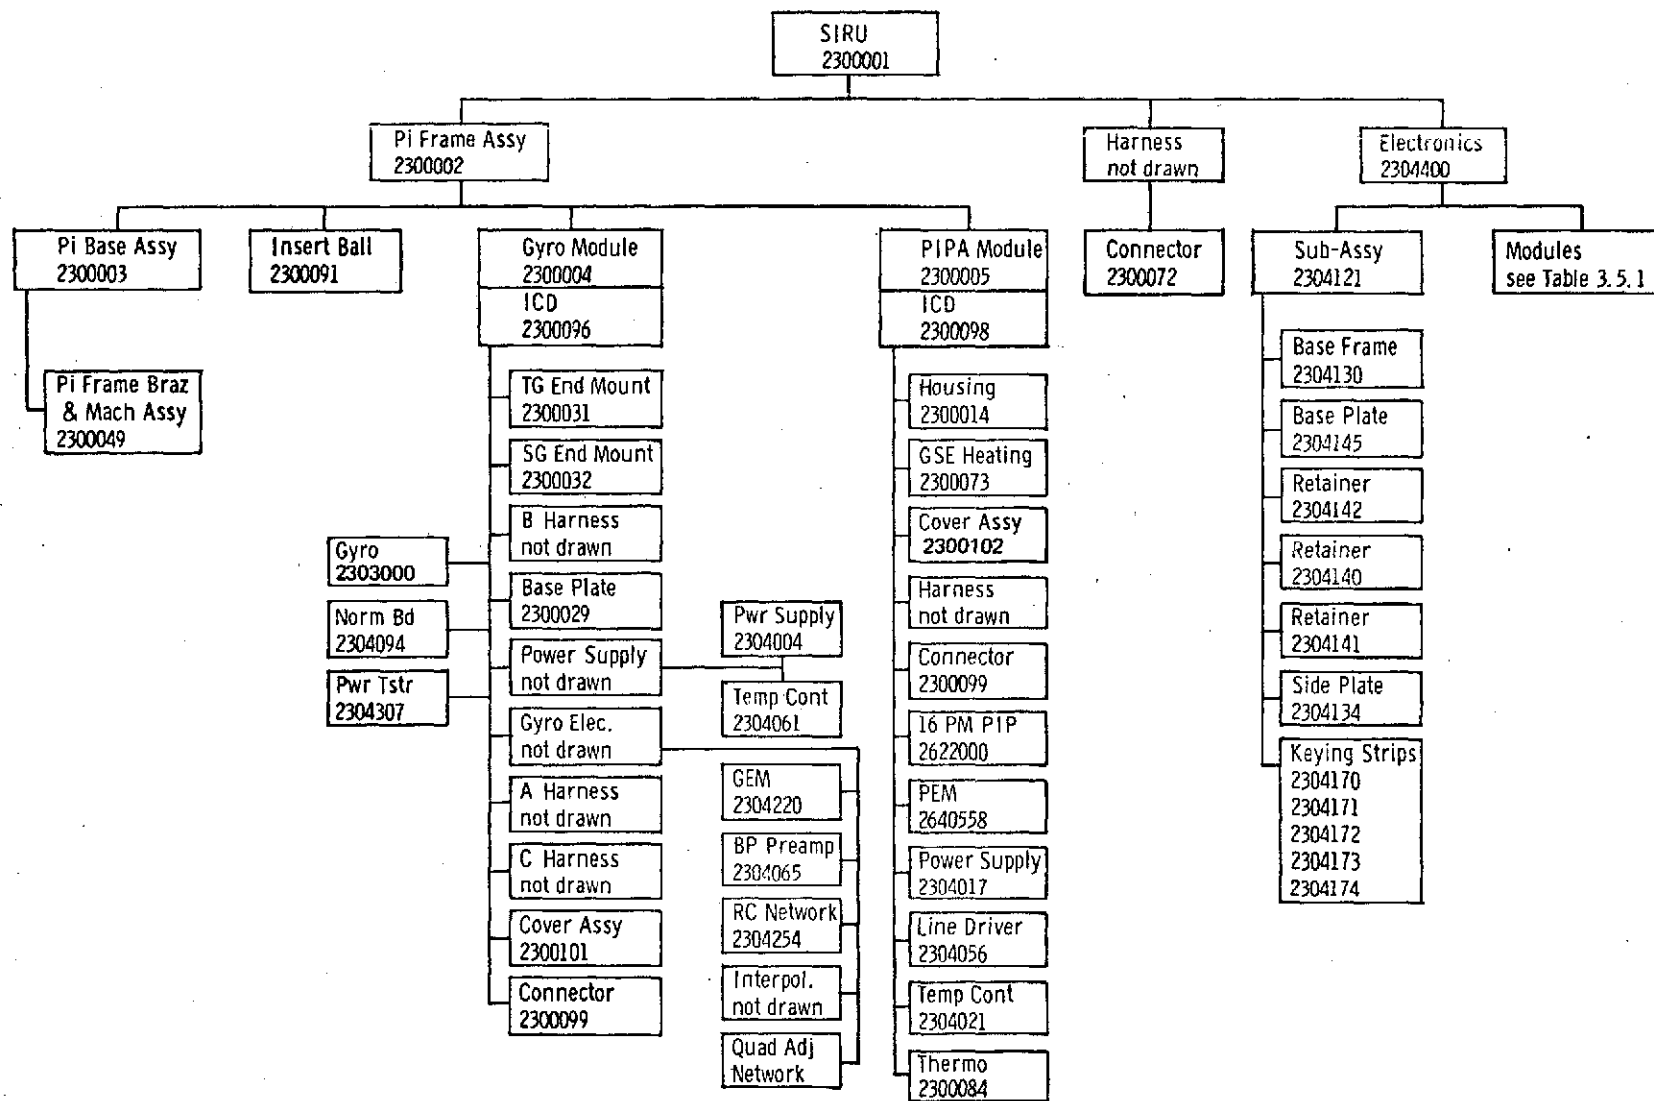 SIRU
2300001
Pi Frame Assy
2300002
Harness
not drawn
Electronics
2304400
Pi Base Assy
2300003
Insert Ball
2300091
Gyro Module
2300004
ICD
2300096
PIPA Module
2300005
ICD
2300098
Connector
2300072
Sub-Assy
2304121
Modules
see Table 3.5.1
Pi Frame Braz
& Mach Assy
2300049
TG End Mount
2300031
SG End Mount
2300032
B Harness
not drawn
Base Plate
2300029
Power Supply
not drawn
Gyro Elec.
not drawn
A Harness
not drawn
C Harness
not drawn
Cover Assy
2300101
Connector
2300099
Gyro
2303000
Norm Bd
2304094
Pwr Tstr
2304307
Pwr Supply
2304004
Temp Cont
2304061
GEM
2304220
BP Preamp
2304065
RC Network
2304254
Interpol.
not drawn
Quad Adj
Network
Housing
2300014
GSE Heating
2300073
Cover Assy
2300102
Harness
not drawn
Connector
2300099
16 PM PIP
2622000
PEM
2640558
Power Supply
2304017
Line Driver
2304056
Temp Cont
2304021
Thermo
2300084
Base Frame
2304130
Base Plate
2304145
Retainer
2304142
Retainer
2304140
Retainer
2304141
Side Plate
2304134
Keying Strips
2304170
2304171
2304172
2304173
2304174